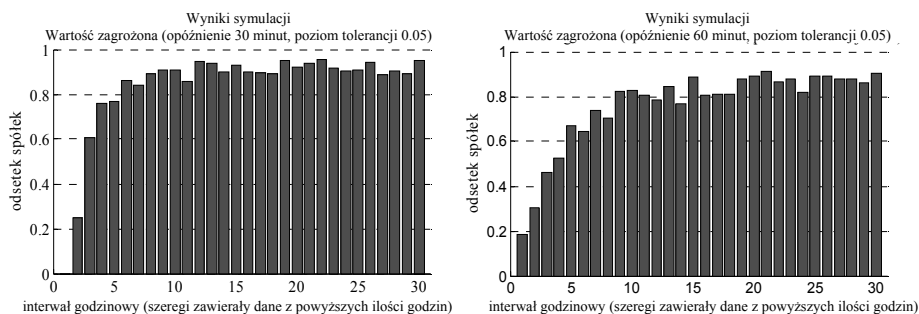 Wyniki symulacji
Wartość zagrożona (opóźnienie 30 minut, poziom tolerancji 0.05)
1
0.8
0.6
0.4
0.2
0
odsetek spółek
0 5 10 15 20 25 30
interwał godzinowy (szeregi zawierały dane z powyższych ilości godzin)
Wyniki symulacji
Wartość zagrożona (opóźnienie 60 minut, poziom tolerancji 0.05)
1
0.8
0.6
0.4
0.2
0
odsetek spółek
0 5 10 15 20 25 30
interwał godzinowy (szeregi zawierały dane z powyższych ilości godzin)